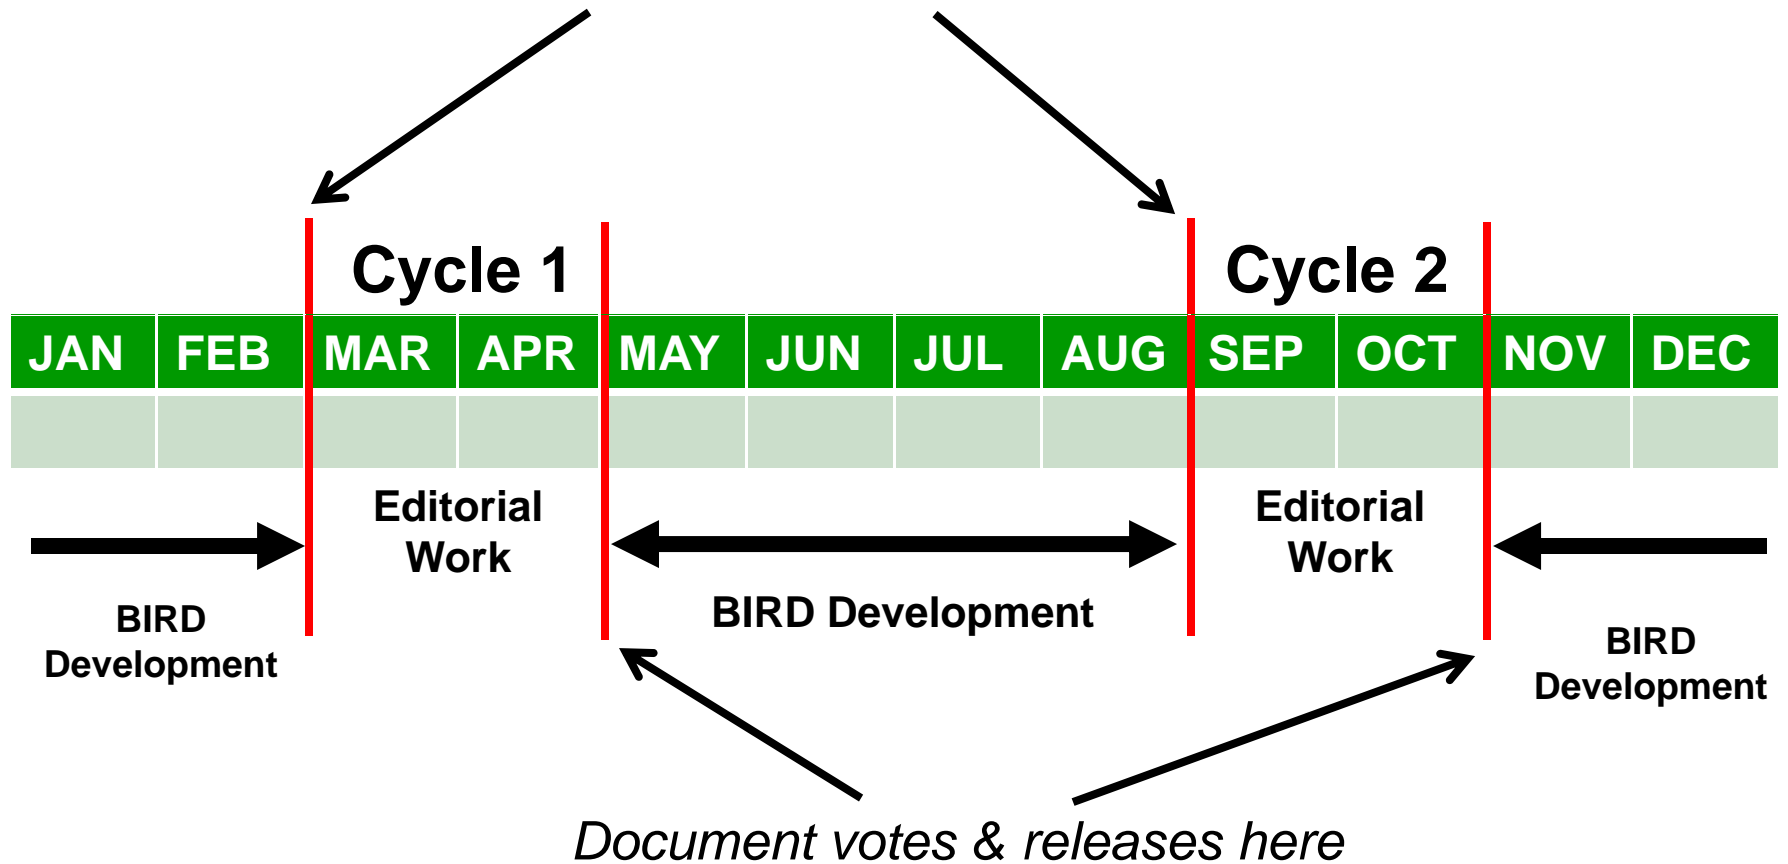 Cycle 1
Cycle 2
JAN FEB MAR APR MAY JUN JUL AUG SEP OCT NOV DEC
Editorial
Work
Editorial
Work
BIRD
Development
BIRD Development
BIRD
Development
Document votes & releases here